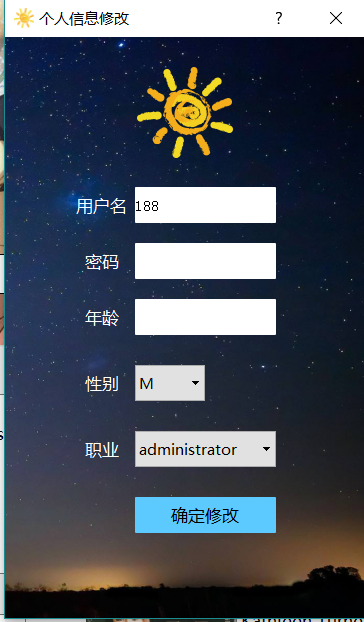 个人信息修改
用户名 188
密码
年龄
性别 M
职业 administrator
确定修改